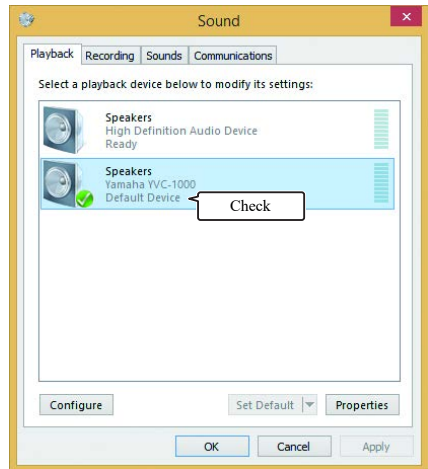 Sound
Playback Recording Sounds Communications
Select a playback device below to modify its settings:
Speakers
High Definition Audio Device
Ready
Speakers
Yamaha YVC-1000
Default Device
Check
Configure Set Default Properties
OK Cancel Apply